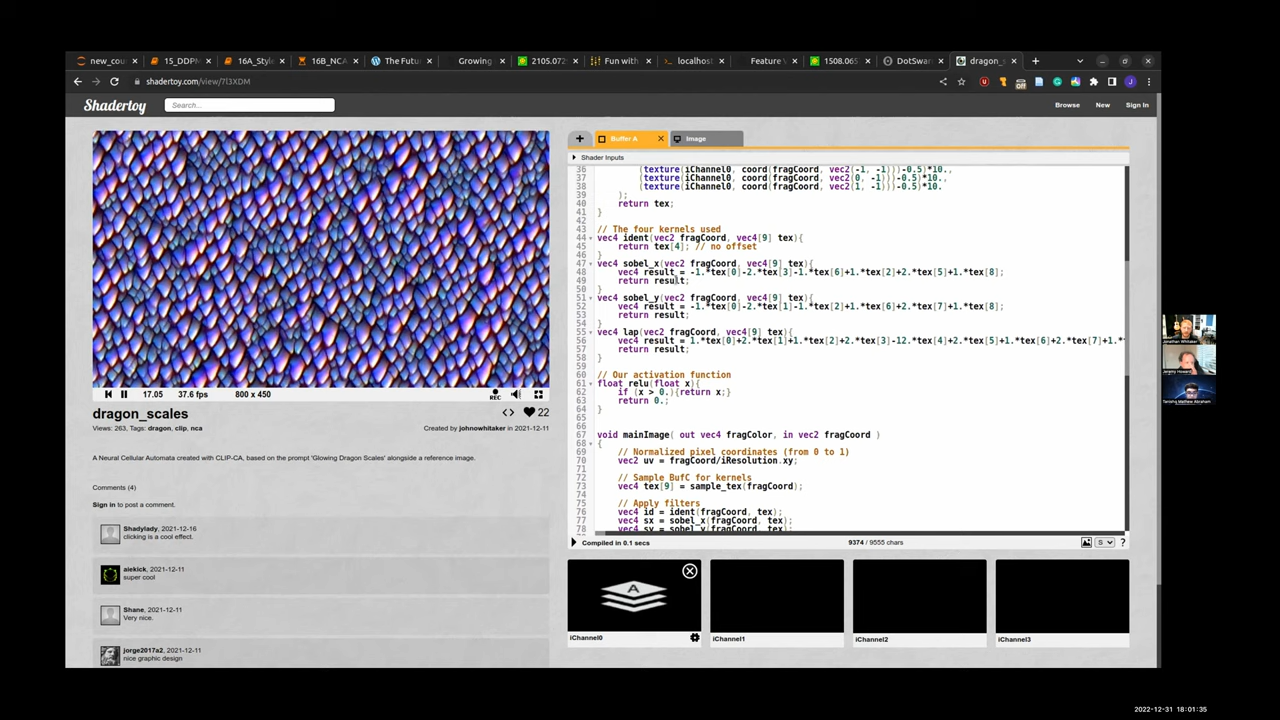 new_cou
15_DDPM
16A_Style
16B_NCA
The Futur
Growing
2105.072
Fun with
localhost
Feature V
1508.065
DotSwarm
dragon_s
shadertoy.com/view/7l3XDM
Shadertoy
Search...
Browse
New
Sign In
Buffer A
Image
Shader Inputs
36 (texture(iChannel0, coord(fragCoord, vec2(-1, -1)))-0.5)*10.,
37 (texture(iChannel0, coord(fragCoord, vec2(0, -1)))-0.5)*10.,
38 (texture(iChannel0, coord(fragCoord, vec2(1, -1)))-0.5)*10.
39 );
40 return tex;
41 }
42
43 // The four kernels used
44 vec4 ident(vec2 fragCoord, vec4[9] tex){
45 return tex[4]; // no offset
46 }
47 vec4 sobel_x(vec2 fragCoord, vec4[9] tex){
48 vec4 result = -1.*tex[0]-2.*tex[3]-1.*tex[6]+1.*tex[2]+2.*tex[5]+1.*tex[8];
49 return result;
50 }
51 vec4 sobel_y(vec2 fragCoord, vec4[9] tex){
52 vec4 result = -1.*tex[0]-2.*tex[1]-1.*tex[2]+1.*tex[6]+2.*tex[7]+1.*tex[8];
53 return result;
54 }
55 vec4 lap(vec2 fragCoord, vec4[9] tex){
56 vec4 result = 1.*tex[0]+2.*tex[1]+1.*tex[2]+2.*tex[3]-12.*tex[4]+2.*tex[5]+1.*tex[6]+2.*tex[7]+1.*
57 return result;
58 }
59
60 // Our activation function
61 float relu(float x){
62 if (x > 0.){return x;}
63 return 0.;
64 }
65
66
67 void mainImage( out vec4 fragColor, in vec2 fragCoord )
68 {
69 // Normalized pixel coordinates (from 0 to 1)
70 vec2 uv = fragCoord/iResolution.xy;
71
72 // Sample BufC for kernels
73 vec4 tex[9] = sample_tex(fragCoord);
74
75 // Apply filters
76 vec4 id = ident(fragCoord, tex);
77 vec4 sx = sobel_x(fragCoord, tex);
78 vec4 sy = sobel_y(fragCoord, tex);
17.05
37.6 fps
800 x 450
REC
dragon_scales
22
Views: 263, Tags: dragon, clip, nca
Created by johnowhitaker in 2021-12-11
A Neural Cellular Automata created with CLIP-CA, based on the prompt 'Glowing Dragon Scales' alongside a reference image.
Comments (4)
Sign in to post a comment.
Shadylady, 2021-12-16
clicking is a cool effect.
aiekick, 2021-12-11
super cool
Shane, 2021-12-11
Very nice.
jorge2017a2, 2021-12-11
nice graphic design
Compiled in 0.1 secs
9374 / 9555 chars
S
?
A
iChannel0
iChannel1
iChannel2
iChannel3
Jonathan Whitaker
Jeremy Howard
Tanishq Mathew Abraham
2022-12-31 18:01:35